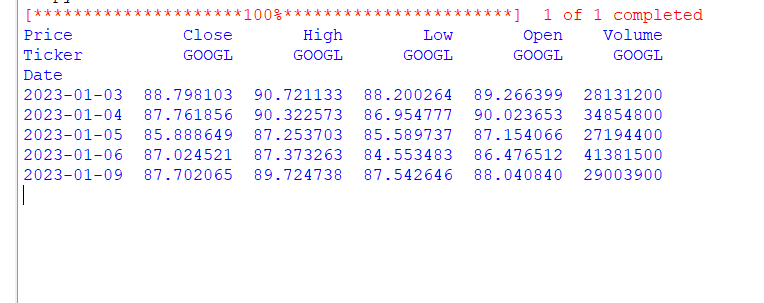 [*********************100%***********************]  1 of 1 completed
Price           Close       High        Low       Open    Volume
Ticker          GOOGL      GOOGL      GOOGL      GOOGL     GOOGL
Date
2023-01-03  88.798103  90.721133  88.200264  89.266399  28131200
2023-01-04  87.761856  90.322573  86.954777  90.023653  34854800
2023-01-05  85.888649  87.253703  85.589737  87.154066  27194400
2023-01-06  87.024521  87.373263  84.553483  86.476512  41381500
2023-01-09  87.702065  89.724738  87.542646  88.040840  29003900